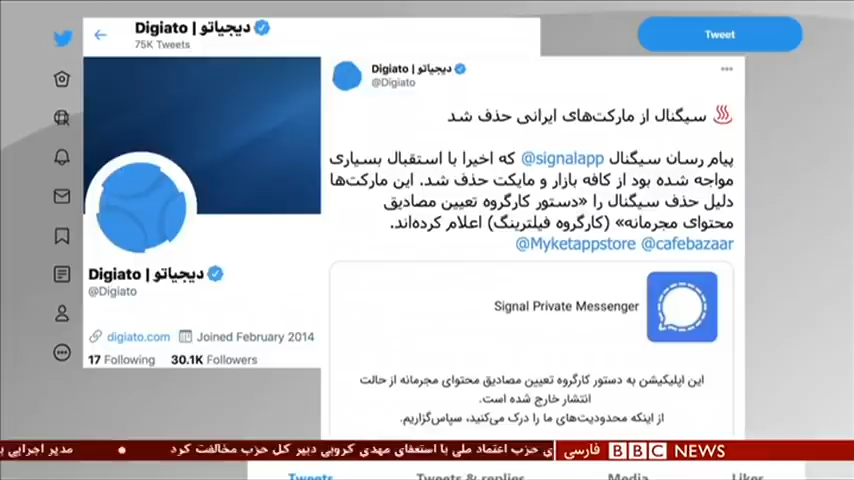 Digiato | دیجیاتو
75K Tweets
Tweet
Digiato | دیجیاتو
@Digiato
سیگنال از مارکت‌های ایرانی حذف شد
پیام رسان سیگنال @signalapp که اخیرا با استقبال بسیاری
مواجه شده بود از کافه بازار و مایکت حذف شد. این مارکت‌ها
دلیل حذف سیگنال را «دستور کارگروه تعیین مصادیق
محتوای مجرمانه» (کارگروه فیلترینگ) اعلام کرده‌اند.
@Myketappstore @cafebazaar
Digiato | دیجیاتو
@Digiato
digiato.com
Joined February 2014
17 Following 30.1K Followers
Signal Private Messenger
این اپلیکیشن به دستور کارگروه تعیین مصادیق محتوای مجرمانه از حالت
انتشار خارج شده است.
از اینکه محدودیت‌های ما را درک می‌کنید، سپاس‌گزاریم.
BBC NEWS فارسی
ی حزب اعتماد ملی با استعفای مهدی کروبی دبیر کل حزب مخالفت کرد • مدیر اجرایی
Tweets Tweets & replies Media Likes